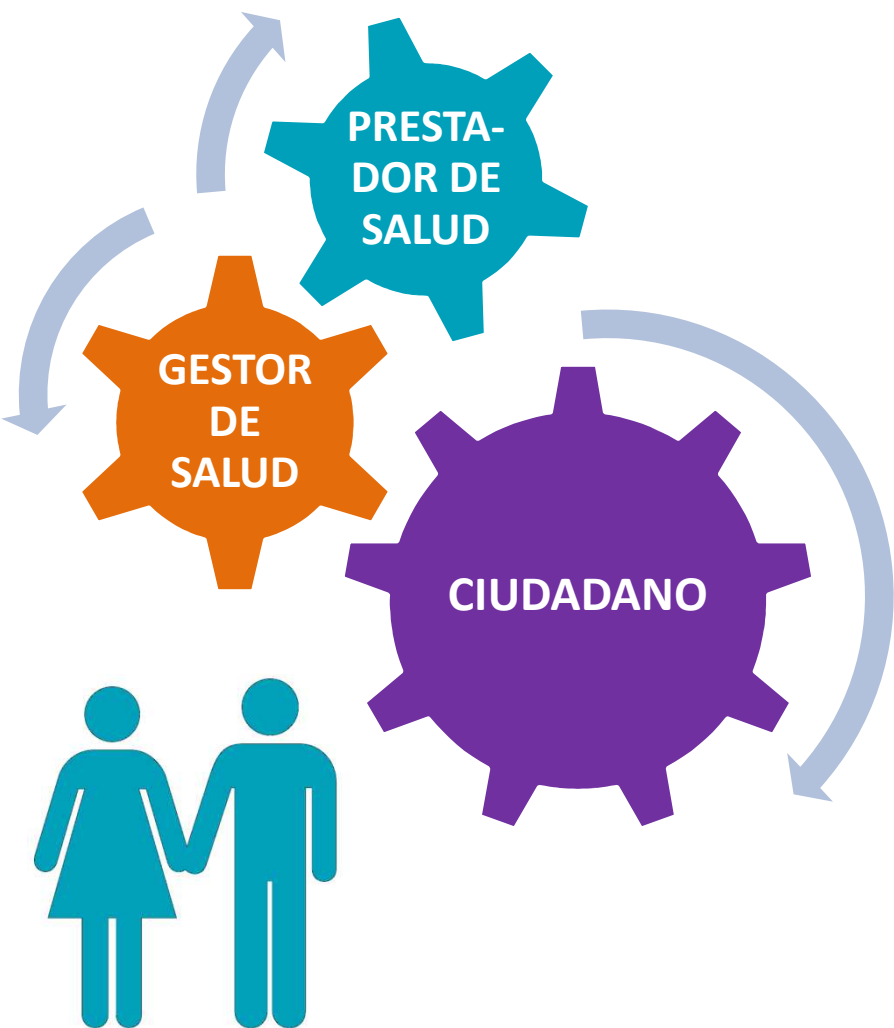 PRESTA-
DOR DE
SALUD
GESTOR
DE
SALUD
CIUDADANO